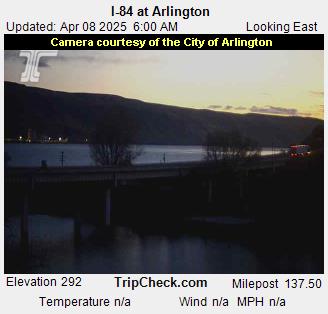 I-84 at Arlington
Updated: Apr 08 2025 6:00 AM Looking East
Camera courtesy of the City of Arlington
Elevation 292 TripCheck.com Milepost 137.50
Temperature n/a Wind n/a MPH n/a